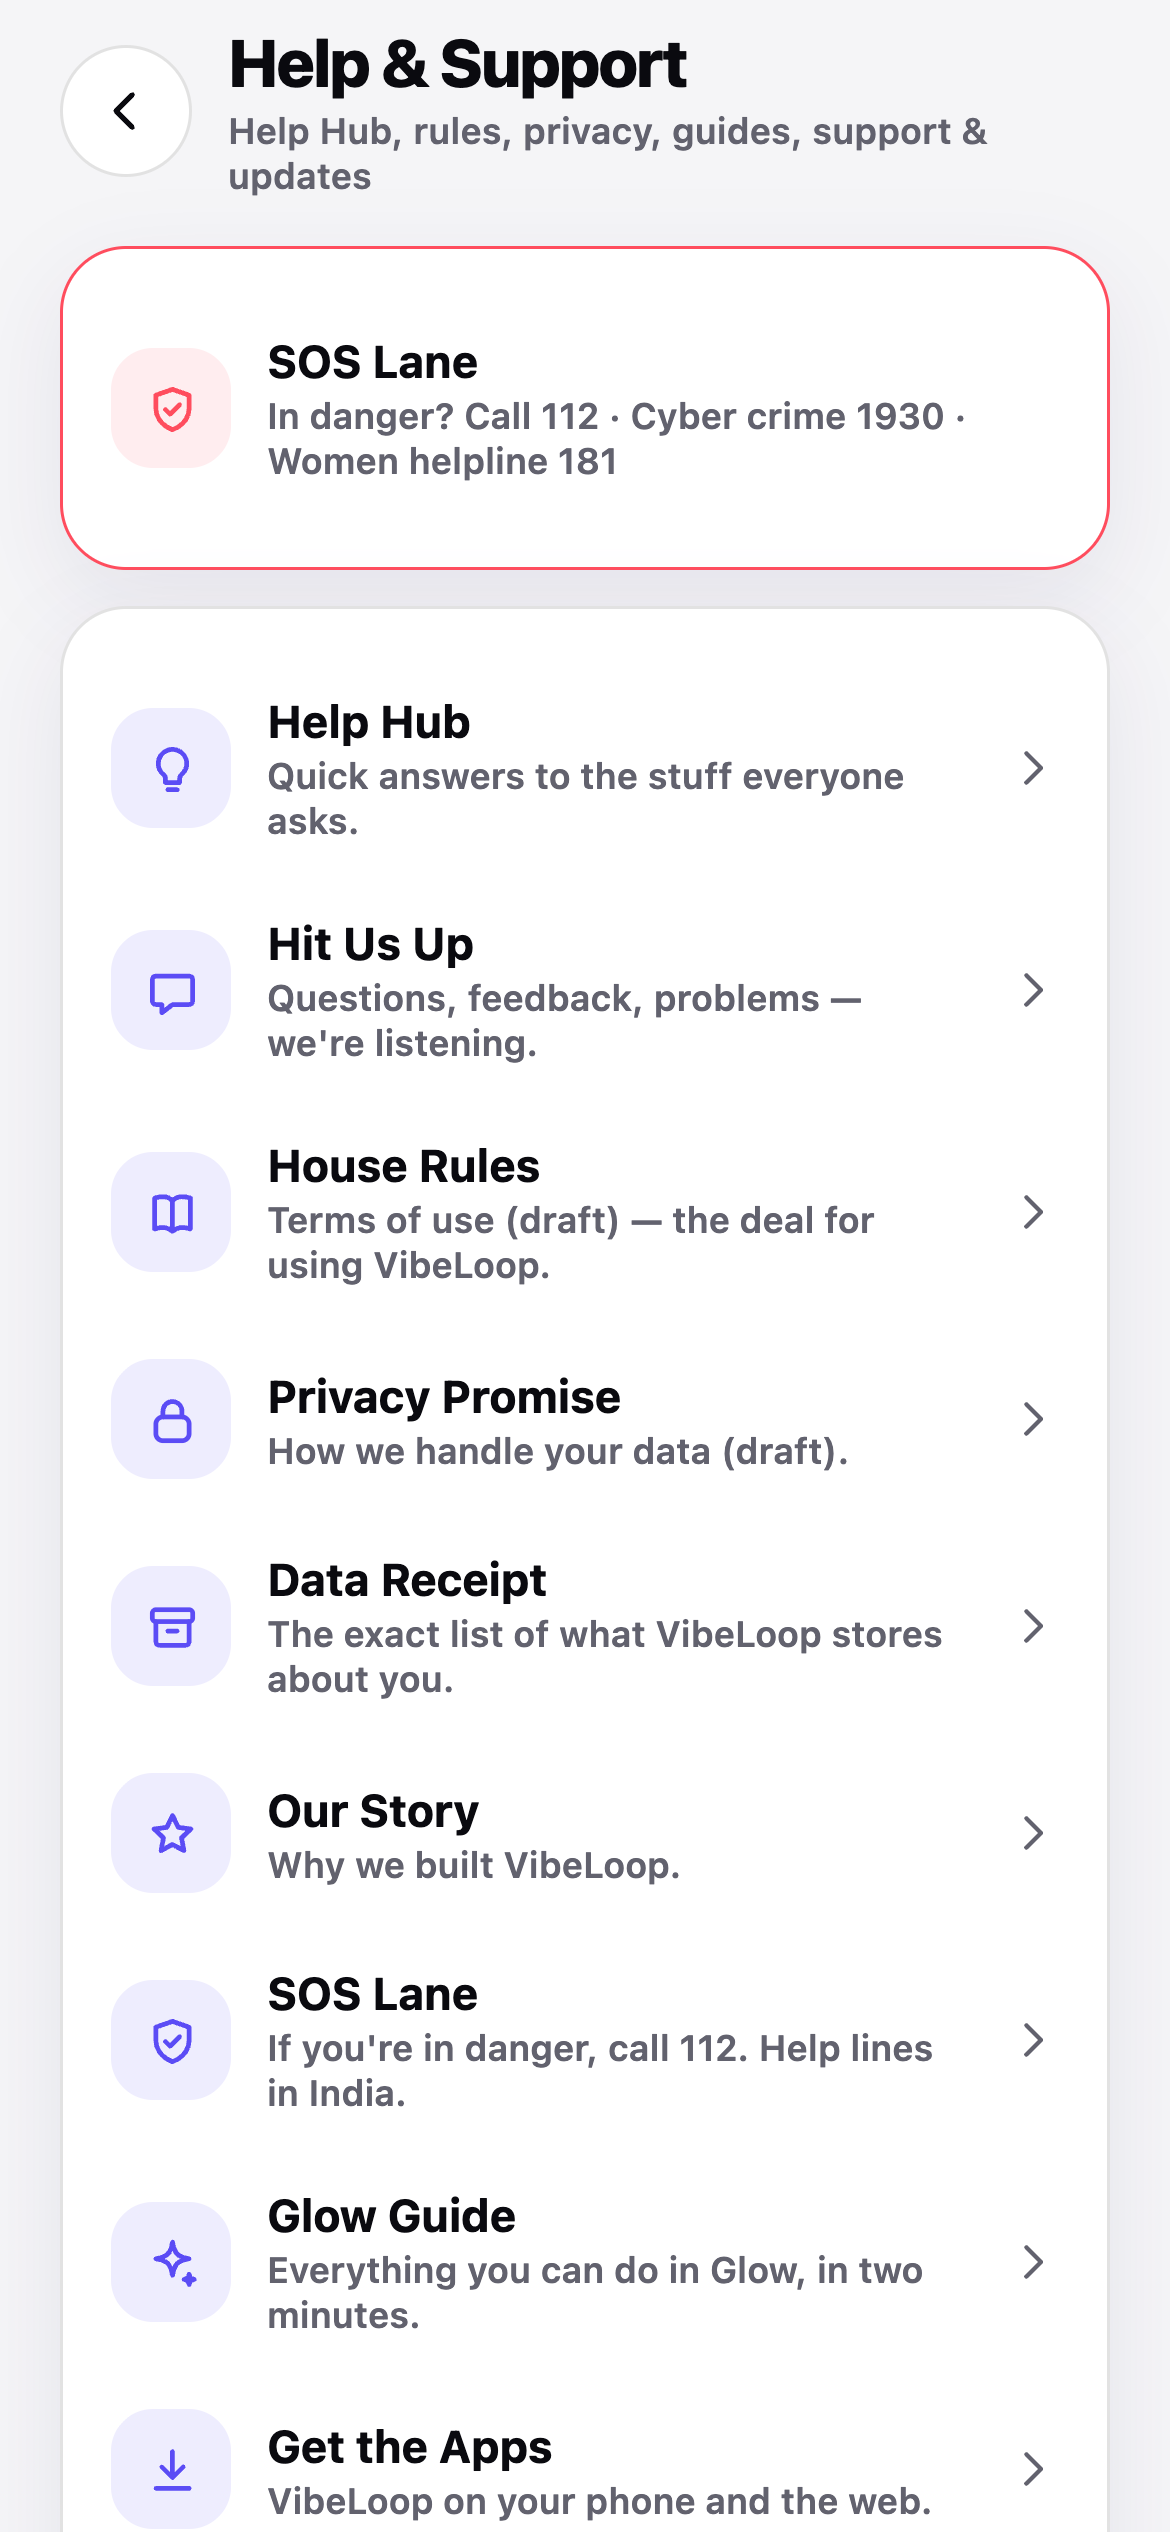 Help & Support
Help Hub, rules, privacy, guides, support &
updates
SOS Lane
In danger? Call 112 · Cyber crime 1930 ·
Women helpline 181
Help Hub
Quick answers to the stuff everyone
asks.
Hit Us Up
Questions, feedback, problems —
we're listening.
House Rules
Terms of use (draft) — the deal for
using VibeLoop.
Privacy Promise
How we handle your data (draft).
Data Receipt
The exact list of what VibeLoop stores
about you.
Our Story
Why we built VibeLoop.
SOS Lane
If you're in danger, call 112. Help lines
in India.
Glow Guide
Everything you can do in Glow, in two
minutes.
Get the Apps
VibeLoop on your phone and the web.